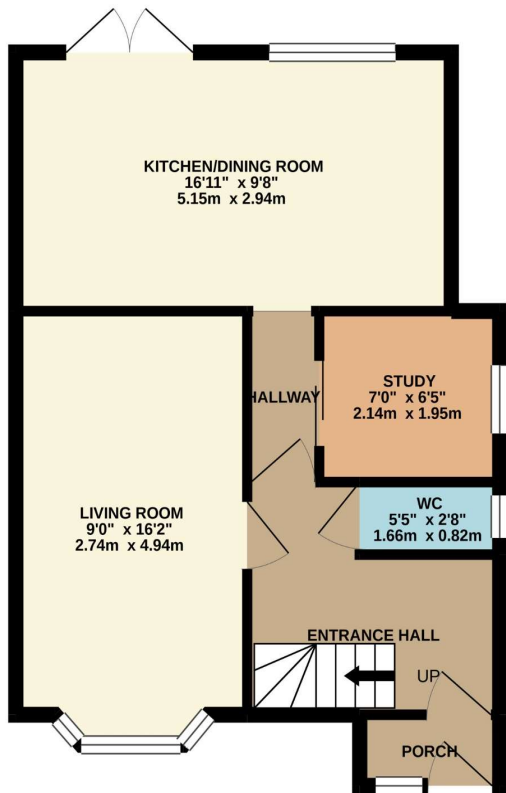 KITCHEN/DINING ROOM
16'11" x 9'8"
5.15m x 2.94m
HALLWAY
STUDY
7'0" x 6'5"
2.14m x 1.95m
LIVING ROOM
9'0" x 16'2"
2.74m x 4.94m
WC
5'5" x 2'8"
1.66m x 0.82m
ENTRANCE HALL
UP
PORCH